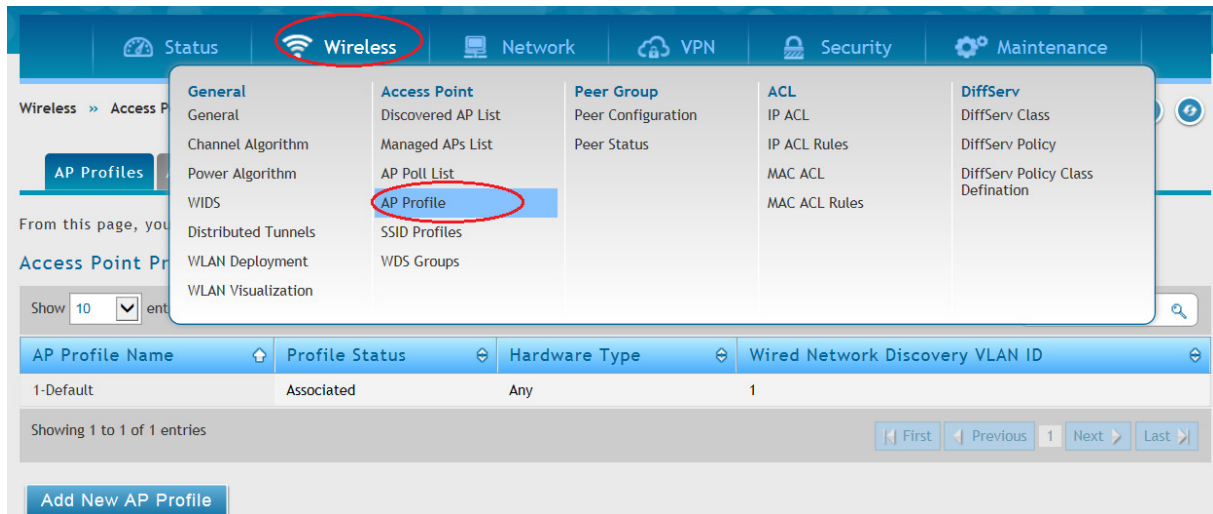 Status Wireless Network VPN Security Maintenance
Wireless » Access P
General Access Point Peer Group ACL DiffServ
General Discovered AP List Peer Configuration IP ACL DiffServ Class
Channel Algorithm Managed APs List Peer Status IP ACL Rules DiffServ Policy
AP Profiles
Power Algorithm AP Poll List MAC ACL DiffServ Policy Class
Defination
WIDS AP Profile MAC ACL Rules
From this page, you
Distributed Tunnels SSID Profiles
Access Point Pr
WLAN Deployment WDS Groups
WLAN Visualization
Show 10 ent
AP Profile Name Profile Status Hardware Type Wired Network Discovery VLAN ID
1-Default Associated Any 1
Showing 1 to 1 of 1 entries First Previous 1 Next Last
Add New AP Profile